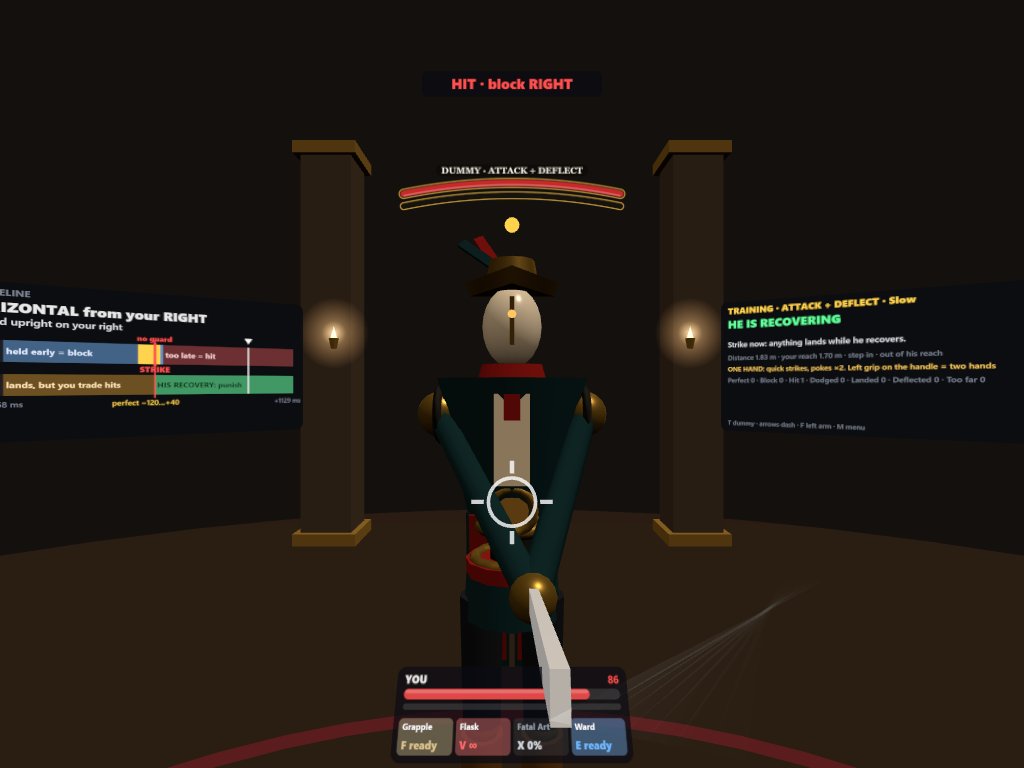 HIT · block RIGHT
DUMMY · ATTACK + DEFLECT
ELINE
IZONTAL from your RIGHT
d upright on your right
no guard
held early = block
too late = hit
STRIKE
lands, but you trade hits
HIS RECOVERY: punish
8 ms
perfect −120...+40
+1129 ms
TRAINING · ATTACK + DEFLECT · Slow
HE IS RECOVERING
Strike now: anything lands while he recovers.
Distance 1.83 m · your reach 1.70 m · step in · out of his reach
ONE HAND: quick strikes, pokes ×2. Left grip on the handle = two hands
Perfect 0 · Block 0 · Hit 1 · Dodged 0 · Landed 0 · Deflected 0 · Too far 0
T dummy · arrows dash · F left arm · M menu
YOU
86
Grapple
F ready
Flask
V ∞
Fatal Art
X 0%
Ward
E ready